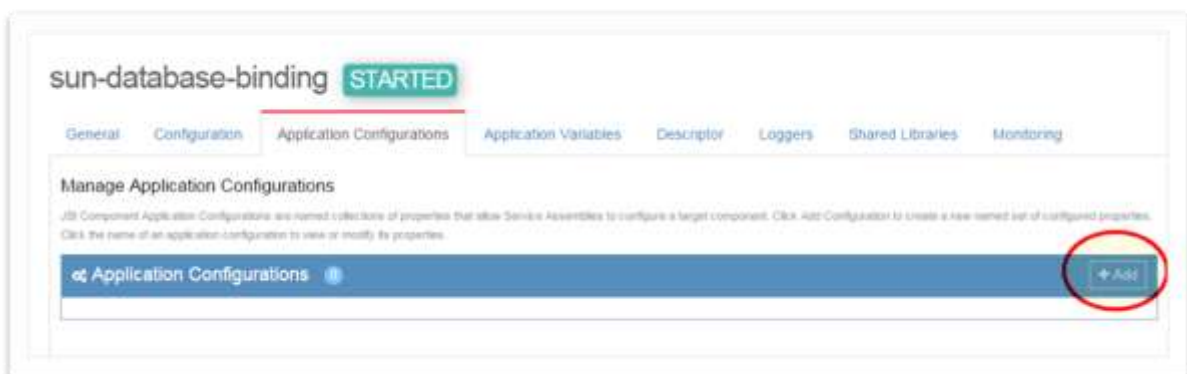 sun-database-binding STARTED
General Configuration Application Configurations Application Variables Descriptor Loggers Shared Libraries Monitoring
Manage Application Configurations
JBI Component Application Configurations are named collections of properties that allow Service Assemblies to configure a target component. Click Add Configuration to create a new named set of configured properties.
Click the name of an application configuration to view or modify its properties.
Application Configurations 0
+ Add